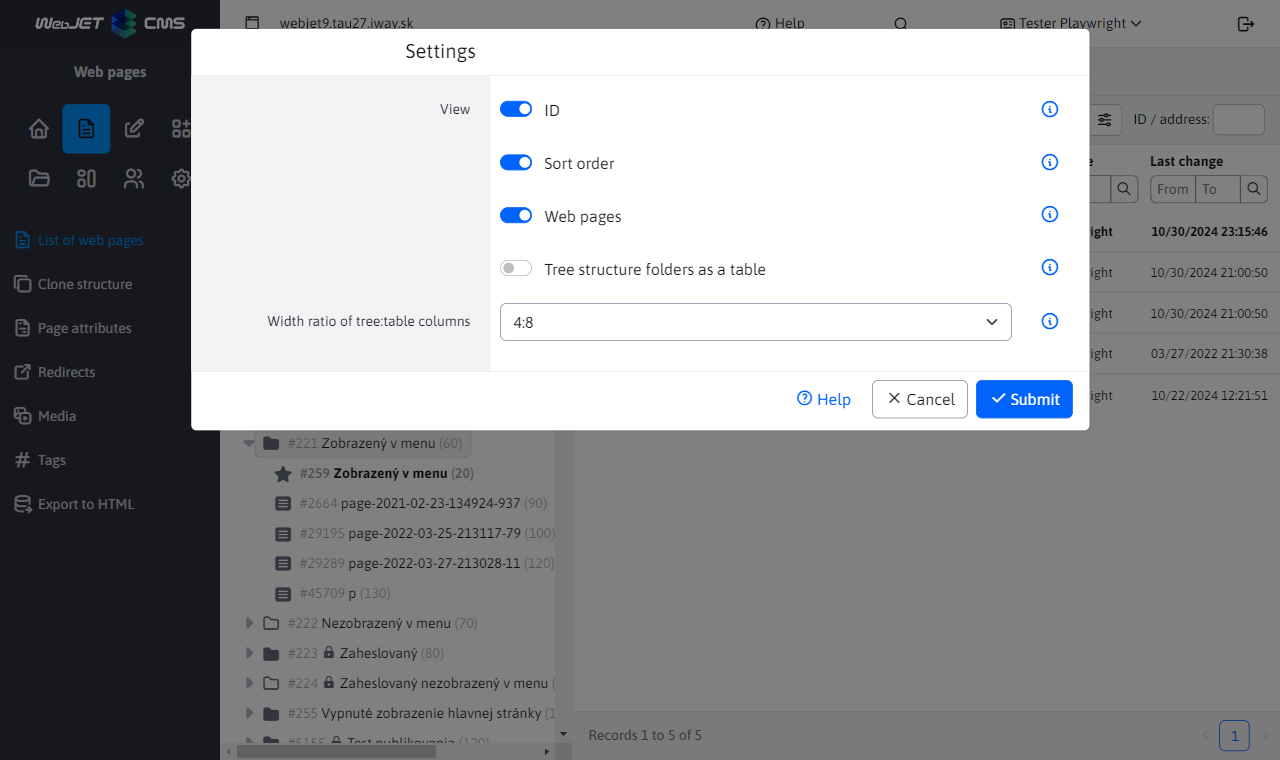 WebJET CMS
webjet9.tau27.iway.sk
Help
Tester Playwright
Web pages
Settings
View
ID
Sort order
Web pages
Tree structure folders as a table
Width ratio of tree:table columns
4:8
Help
Cancel
Submit
ID / address:
Last change
From
To
ight
10/30/2024 23:15:46
ight
10/30/2024 21:00:50
ight
10/30/2024 21:00:50
ight
03/27/2022 21:30:38
ight
10/22/2024 12:21:51
List of web pages
Clone structure
Page attributes
Redirects
Media
Tags
Export to HTML
#221 Zobrazený v menu (60)
#259 Zobrazený v menu (20)
#2664 page-2021-02-23-134924-937 (90)
#29195 page-2022-03-25-213117-79 (100)
#29289 page-2022-03-27-213028-11 (120)
#45709 p (130)
#222 Nezobrazený v menu (70)
#223 Zaheslovaný (80)
#224 Zaheslovaný nezobrazený v menu (
#255 Vypnuté zobrazenie hlavnej stránky (1
#5155 Test publikovania (120)
Records 1 to 5 of 5
1